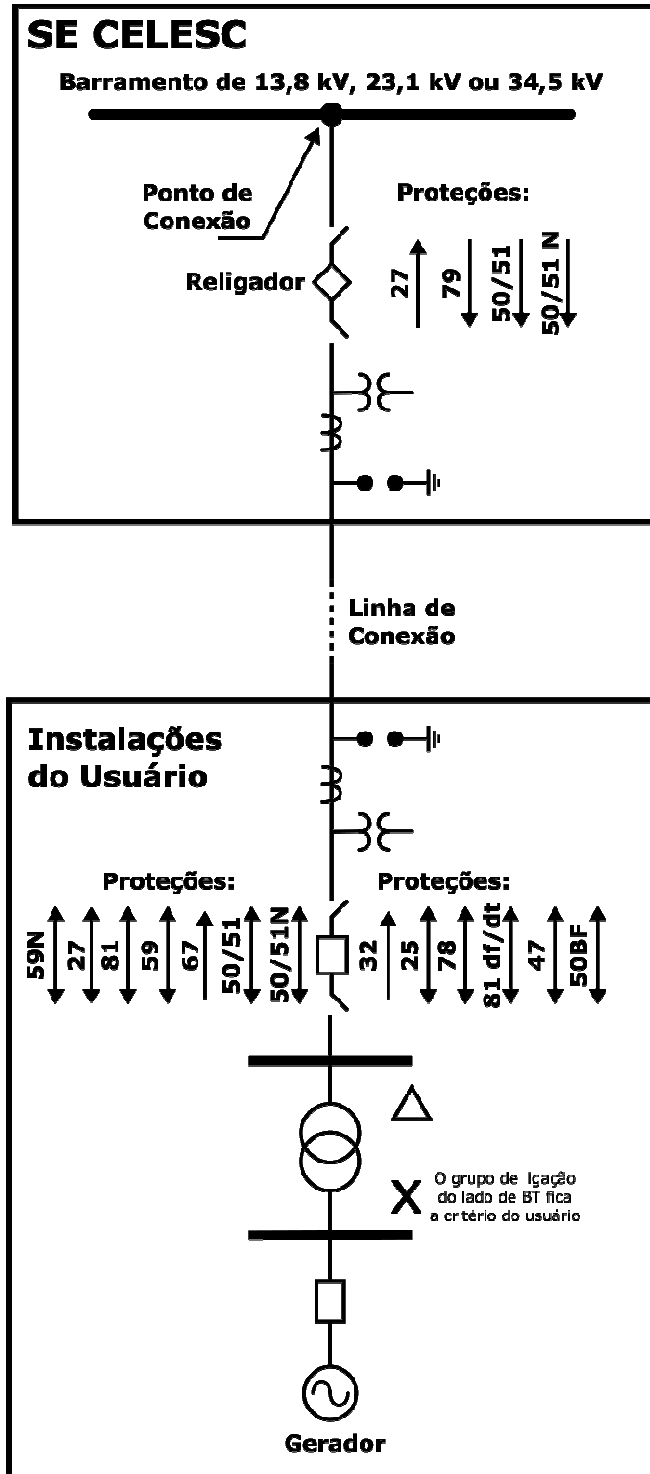 SE CELESC
Barramento de 13,8 kV, 23,1 kV ou 34,5 kV
Ponto de
Conexão
Proteções:
Religador
27
79
50/51
50/51 N
Linha de
Conexão
Instalações
do Usuário
Proteções:
59N
27
81
59
67
50/51
50/51N
Proteções:
32
25
78
81 df/dt
47
50BF
X
O grupo de lgação
do lado de BT fica
a crtério do usuário
Gerador